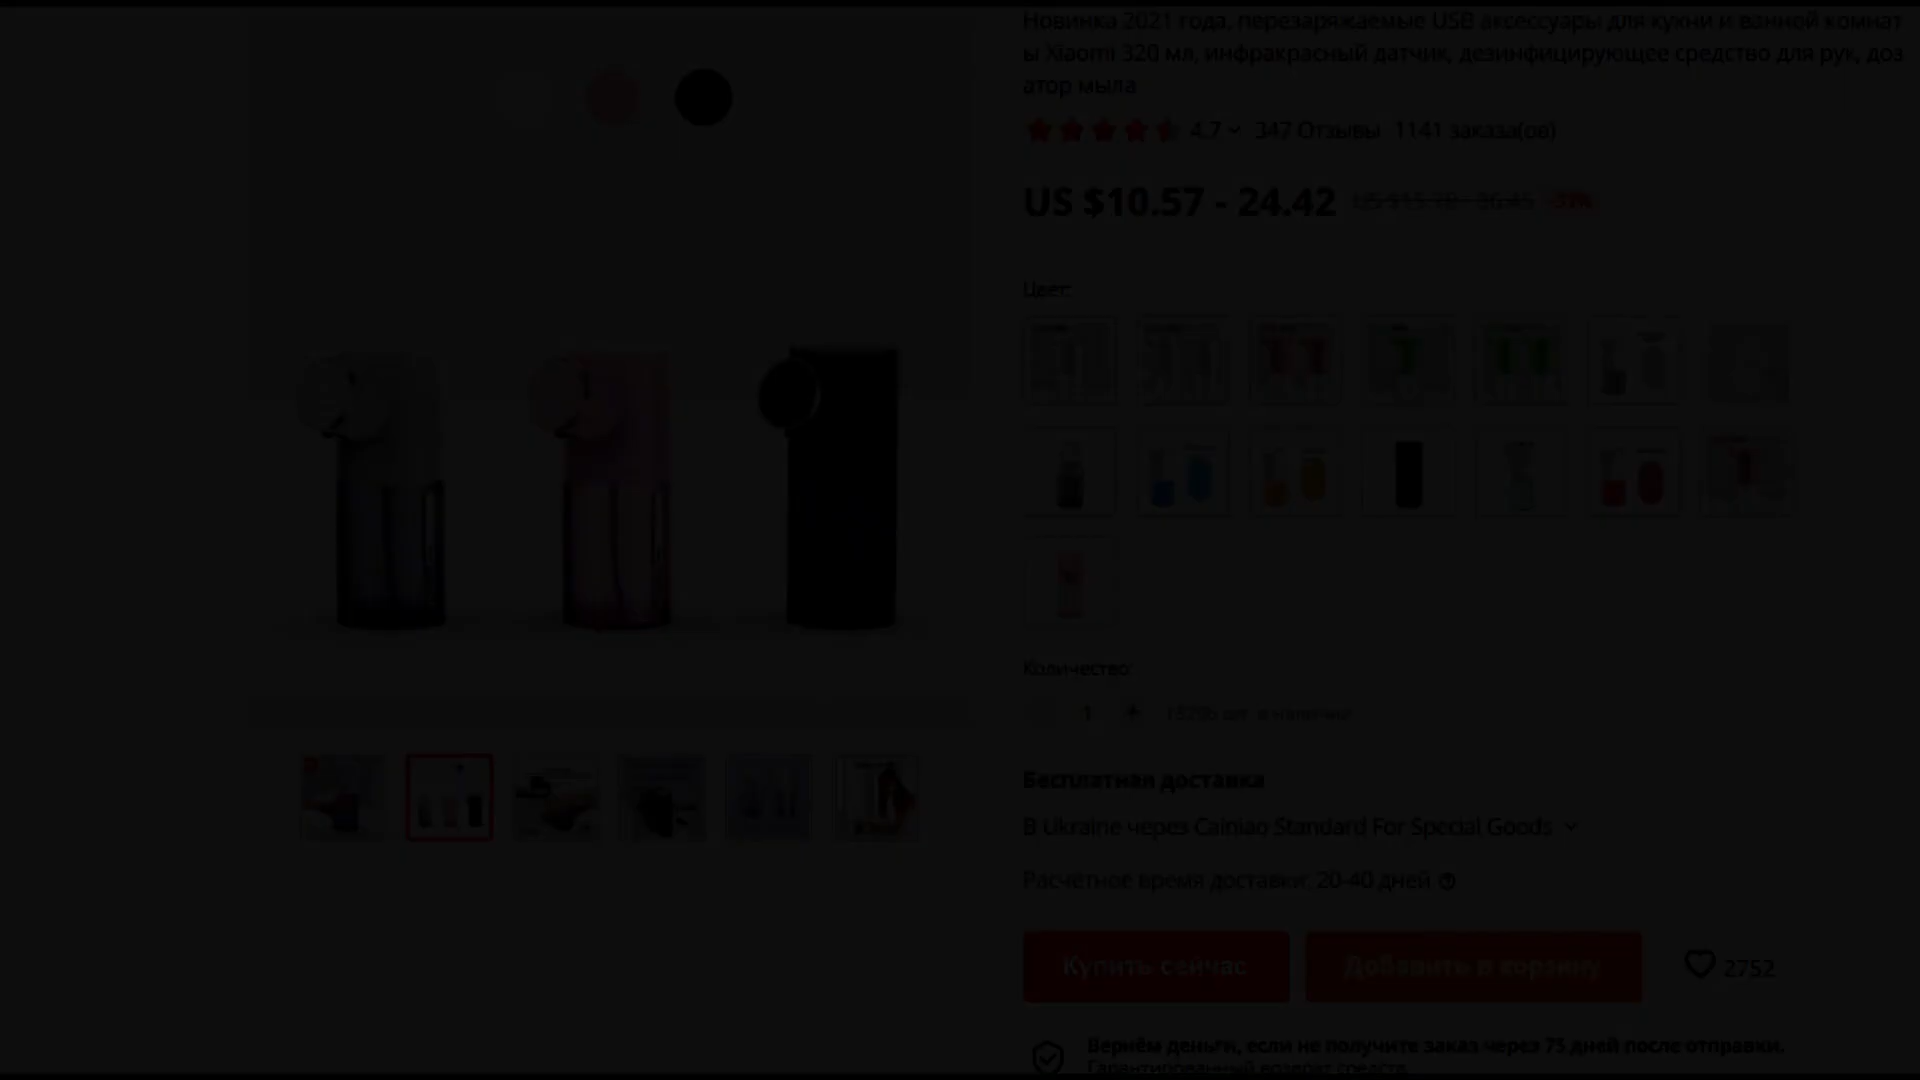 Новинка 2021 года, перезаряжаемые USB аксессуары для кухни и ванной комнат
ы Xiaomi 320 мл, инфракрасный датчик, дезинфицирующее средство для рук, доз
атор мыла
4.7 347 Отзывы 1141 заказа(ов)
US $10.57 - 24.42
Цвет:
Количество:
1 +
Бесплатная доставка
В Ukraine через Cainiao Standard For Special Goods
Расчетное время доставки: 20-40 дней
Купить сейчас Добавить в корзину 2752
Вернём деньги, если не получите заказ через 75 дней после отправки.
Гарантированный возврат средств